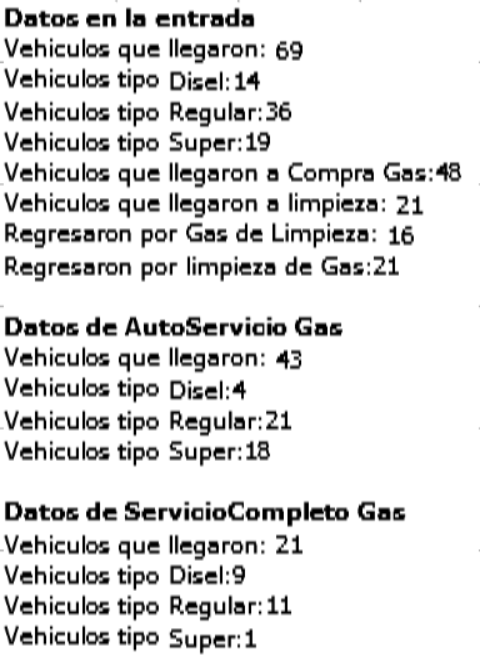 Datos en la entrada
Vehiculos que llegaron: 69
Vehiculos tipo Disel:14
Vehiculos tipo Regular:36
Vehiculos tipo Super:19
Vehiculos que llegaron a Compra Gas:48
Vehiculos que llegaron a limpieza: 21
Regresaron por Gas de Limpieza: 16
Regresaron por limpieza de Gas:21
Datos de AutoServicio Gas
Vehiculos que llegaron: 43
Vehiculos tipo Disel:4
Vehiculos tipo Regular:21
Vehiculos tipo Super:18
Datos de ServicioCompleto Gas
Vehiculos que llegaron: 21
Vehiculos tipo Disel:9
Vehiculos tipo Regular:11
Vehiculos tipo Super:1